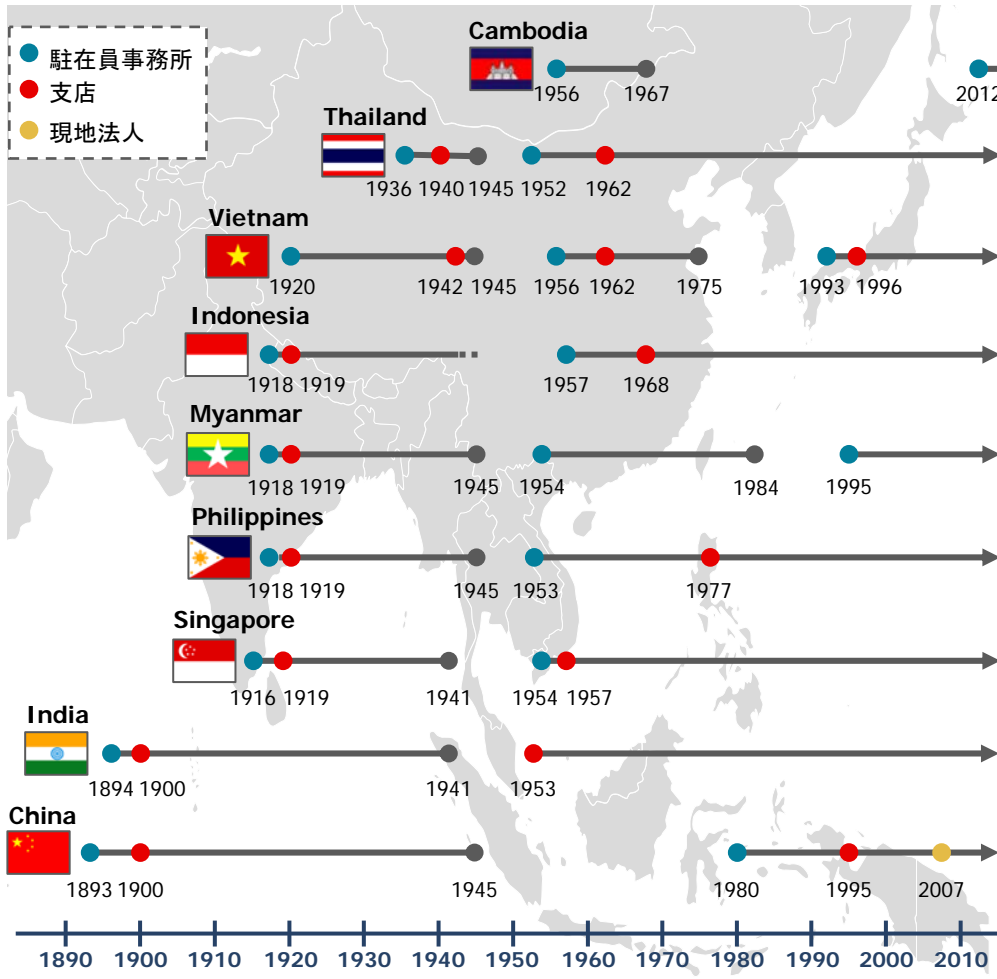 Cambodia
駐在員事務所
支店
現地法人
1956 1967 2012
Thailand
1936 1940 1945 1952 1962
Vietnam
1920 1942 1945 1956 1962 1975 1993 1996
Indonesia
1918 1919 1957 1968
Myanmar
1918 1919 1945 1954 1984 1995
Philippines
1918 1919 1945 1953 1977
Singapore
1916 1919 1941 1954 1957
India
1894 1900 1941 1953
China
1893 1900 1945 1980 1995 2007
1890 1900 1910 1920 1930 1940 1950 1960 1970 1980 1990 2000 2010